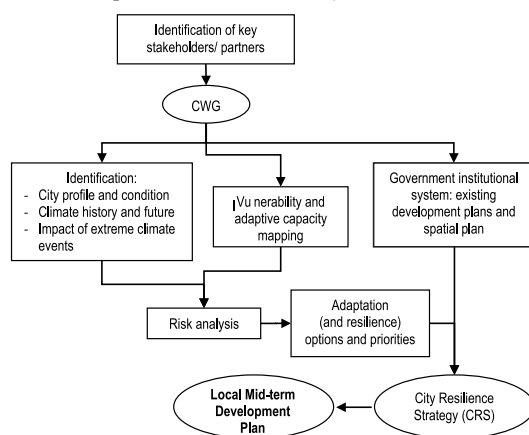 Identification of key
stakeholders/ partners
CWG
Identification:
- City profile and condition
- Climate history and future
- Impact of extreme climate
events
Vu nerability and
adaptive capacity
mapping
Government institutional
system: existing
development plans and
spatial plan
Risk analysis
Adaptation
(and resilience)
options and priorities
Local Mid-term
Development
Plan
City Resilience
Strategy (CRS)